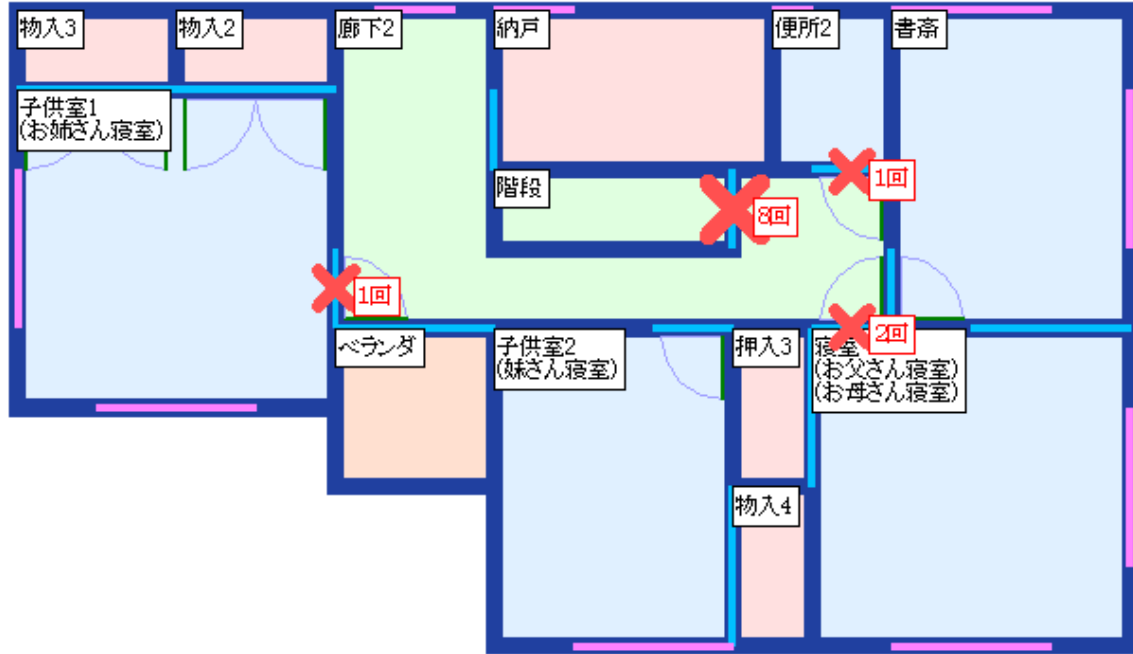 物入3
物入2
廊下2
納戸
便所2
書斎
子供室1
(お姉さん寝室)
階段
1回
8回
1回
2回
ベランダ
子供室2
(妹さん寝室)
押入3
寝室
(お父さん寝室)
(お母さん寝室)
物入4